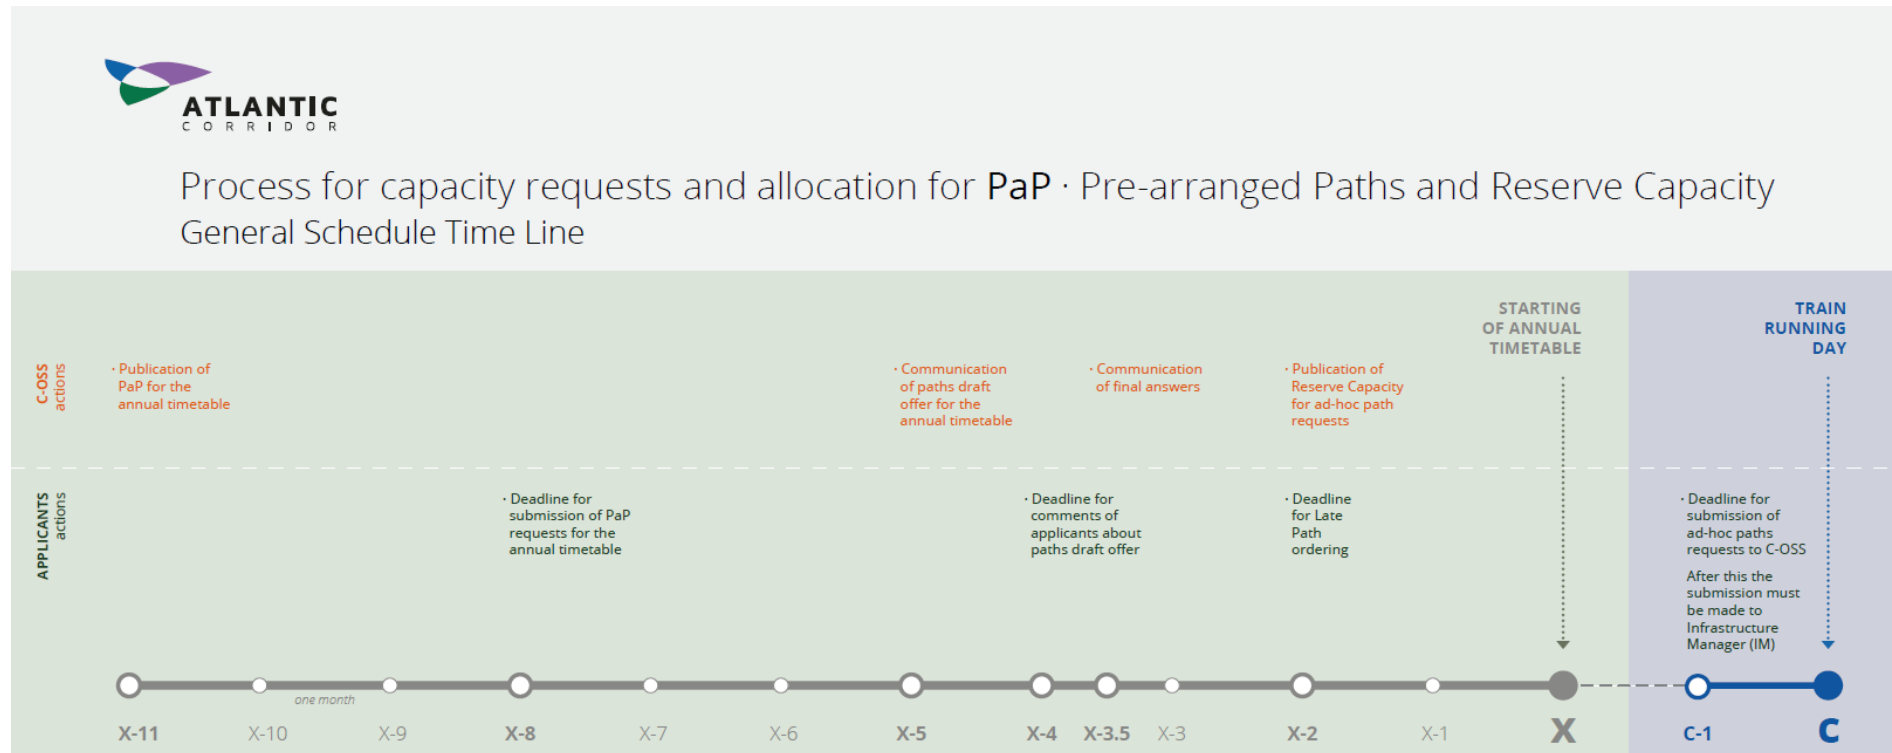 ATLANTIC
CORRIDOR
Process for capacity requests and allocation for PaP · Pre-arranged Paths and Reserve Capacity
General Schedule Time Line
STARTING
OF ANNUAL
TIMETABLE
TRAIN
RUNNING
DAY
C-OSS
actions
· Publication of
PaP for the
annual timetable
· Communication
of paths draft
offer for the
annual timetable
· Communication
of final answers
· Publication of
Reserve Capacity
for ad-hoc path
requests
APPLICANTS
actions
· Deadline for
submission of PaP
requests for the
annual timetable
· Deadline for
comments of
applicants about
paths draft offer
· Deadline
for Late
Path
ordering
· Deadline for
submission of
ad-hoc paths
requests to C-OSS
After this the
submission must
be made to
Infrastructure
Manager (IM)
one month
X-11 X-10 X-9 X-8 X-7 X-6 X-5 X-4 X-3.5 X-3 X-2 X-1 X C-1 C